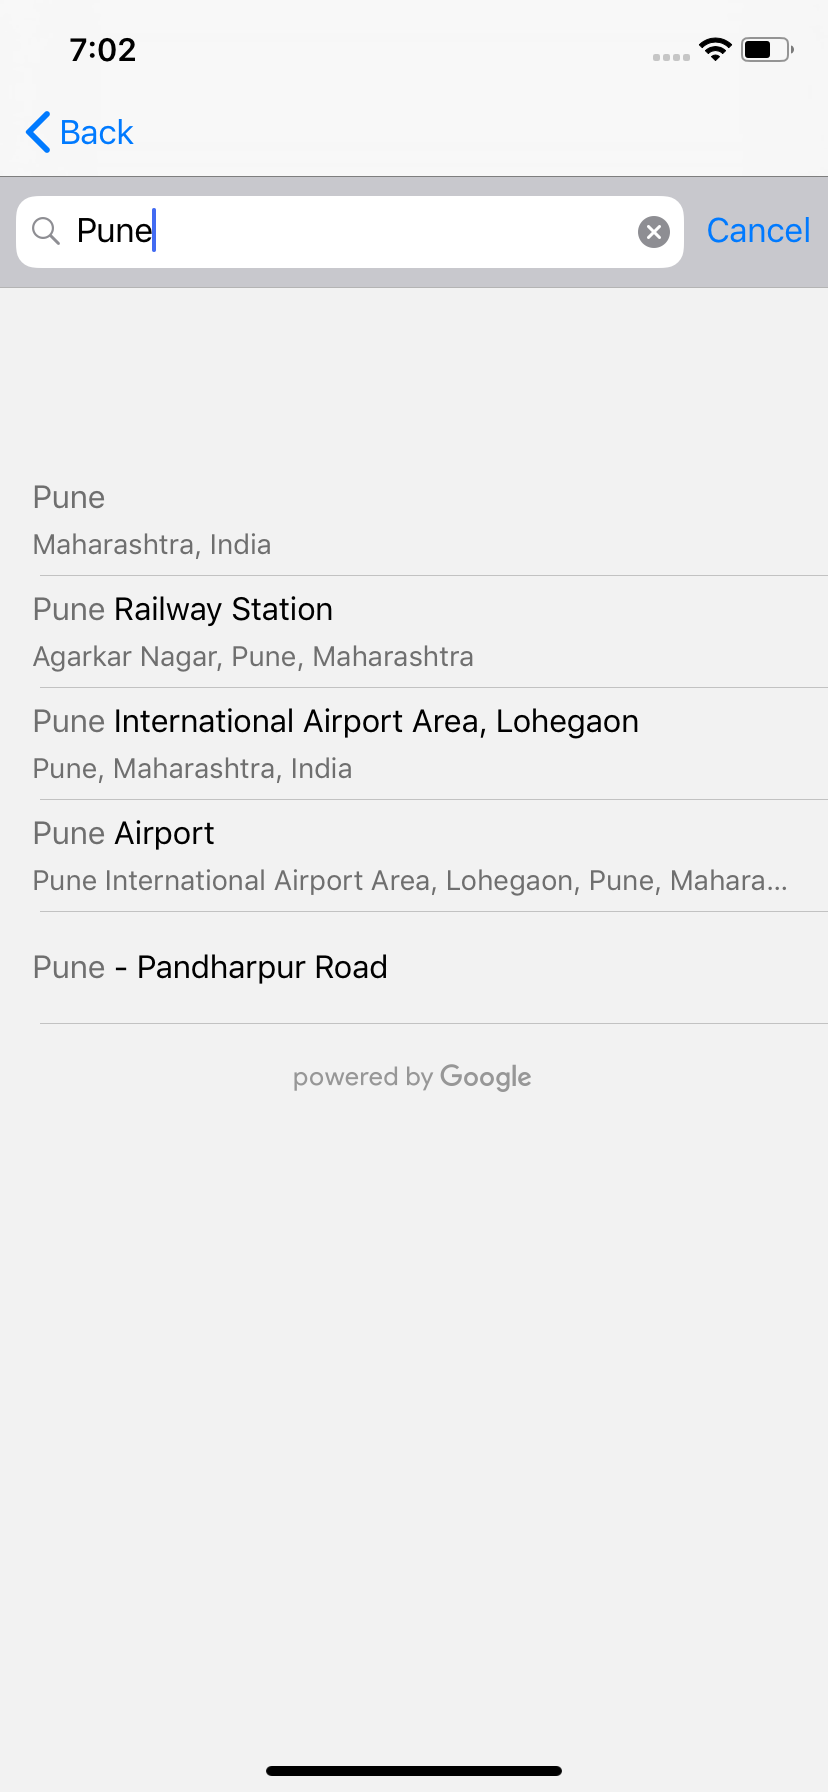 7:02
Back
Pune
Cancel
Pune
Maharashtra, India
Pune Railway Station
Agarkar Nagar, Pune, Maharashtra
Pune International Airport Area, Lohegaon
Pune, Maharashtra, India
Pune Airport
Pune International Airport Area, Lohegaon, Pune, Mahara...
Pune - Pandharpur Road
powered by Google